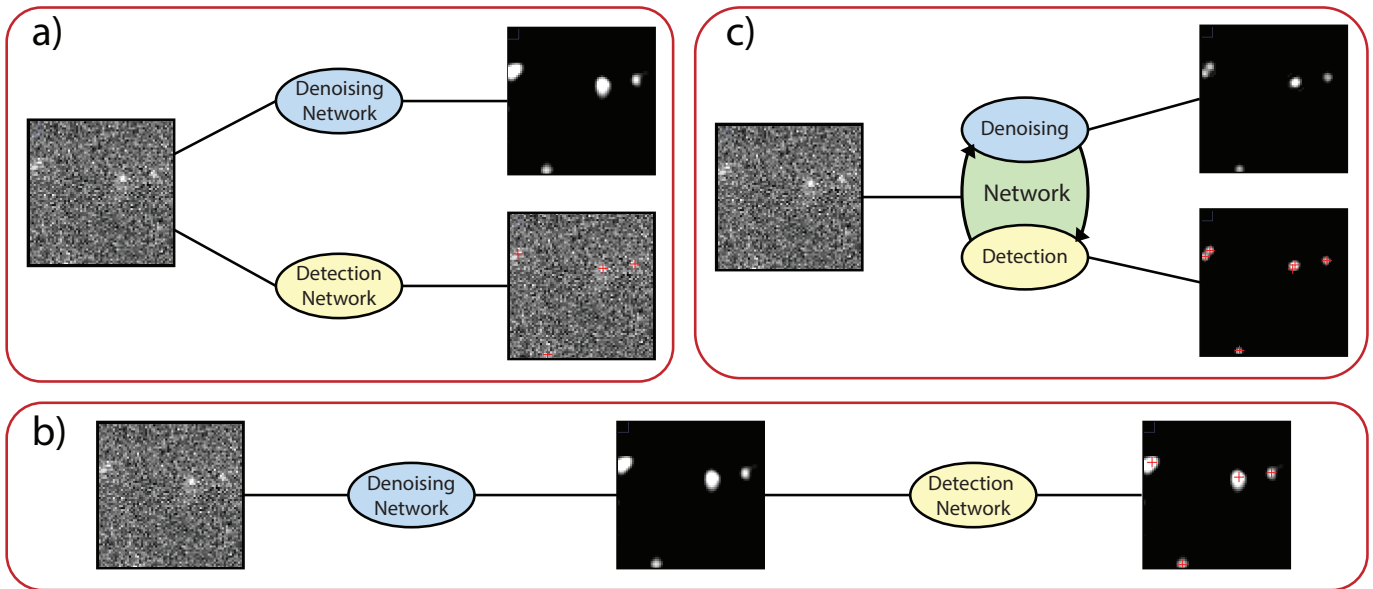 a)
Denoising
Network
Detection
Network
c)
Denoising
Network
Detection
b)
Denoising
Network
Detection
Network